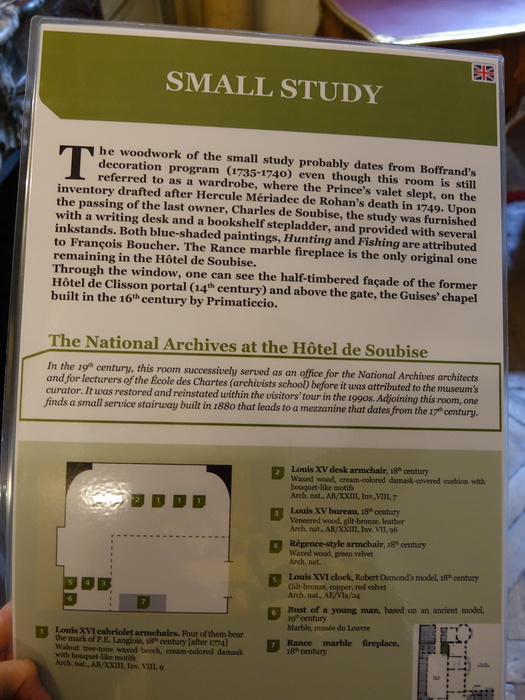 SMALL STUDY
The woodwork of the small study probably dates from Boffrand's
decoration program (1735-1740) even though this room is still
referred to as a wardrobe, where the Prince's valet slept, on the
inventory drafted after Hercule Mériadec de Rohan's death in 1749. Upon
the passing of the last owner, Charles de Soubise, the study was furnished
with a writing desk and a bookshelf stepladder, and provided with several
inkstands. Both blue-shaded paintings, Hunting and Fishing are attributed
to François Boucher. The Rance marble fireplace is the only original one
remaining in the Hôtel de Soubise.
Through the window, one can see the half-timbered façade of the former
Hôtel de Clisson portal (14th century) and above the gate, the Guises' chapel
built in the 16th century by Primaticcio.
The National Archives at the Hôtel de Soubise
In the 19th century, this room successively served as an office for the National Archives architects
and for lecturers of the École des Chartes (archivists school) before it was attributed to the museum's
curator. It was restored and reinstated within the visitors' tour in the 1990s. Adjoining this room, one
finds a small service stairway built in 1880 that leads to a mezzanine that dates from the 17th century.
2 1 1 1
5 4 3
6
7
1 Louis XVI cabriolet armchairs. Four of them bear
the mark of P.E. Langlois, 18th century [after 1774]
Walnut tree-tone waxed beech, cream-colored damask
with bouquet-like motifs
Arch. nat., AB/XXIII, Inv. VIII, 9
2 Louis XV desk armchair, 18th century
Waxed wood, cream-colored damask-covered cushion with
bouquet-like motifs
Arch. nat., AB/XXIII, Inv.,VIII, 7
3 Louis XV bureau, 18th century
Veneered wood, gilt-bronze, leather
Arch. nat., AB/XXIII, Inv. VII, 96
4 Régence-style armchair, 18th century
Waxed wood, green velvet
Arch. nat.
5 Louis XVI clock, Robert Osmond's model, 18th century
Gilt-bronze, copper, red velvet
Arch. nat., AE/VIa/24
6 Bust of a young man, based on an ancient model,
19th century
Marble, musée du Louvre
7 Rance marble fireplace,
18th century